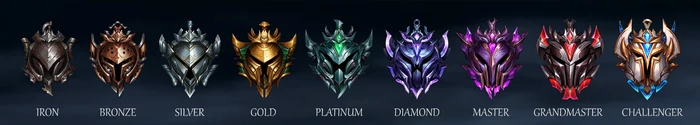 IRON BRONZE SILVER GOLD PLATINUM DIAMOND MASTER GRANDMASTER CHALLENGER